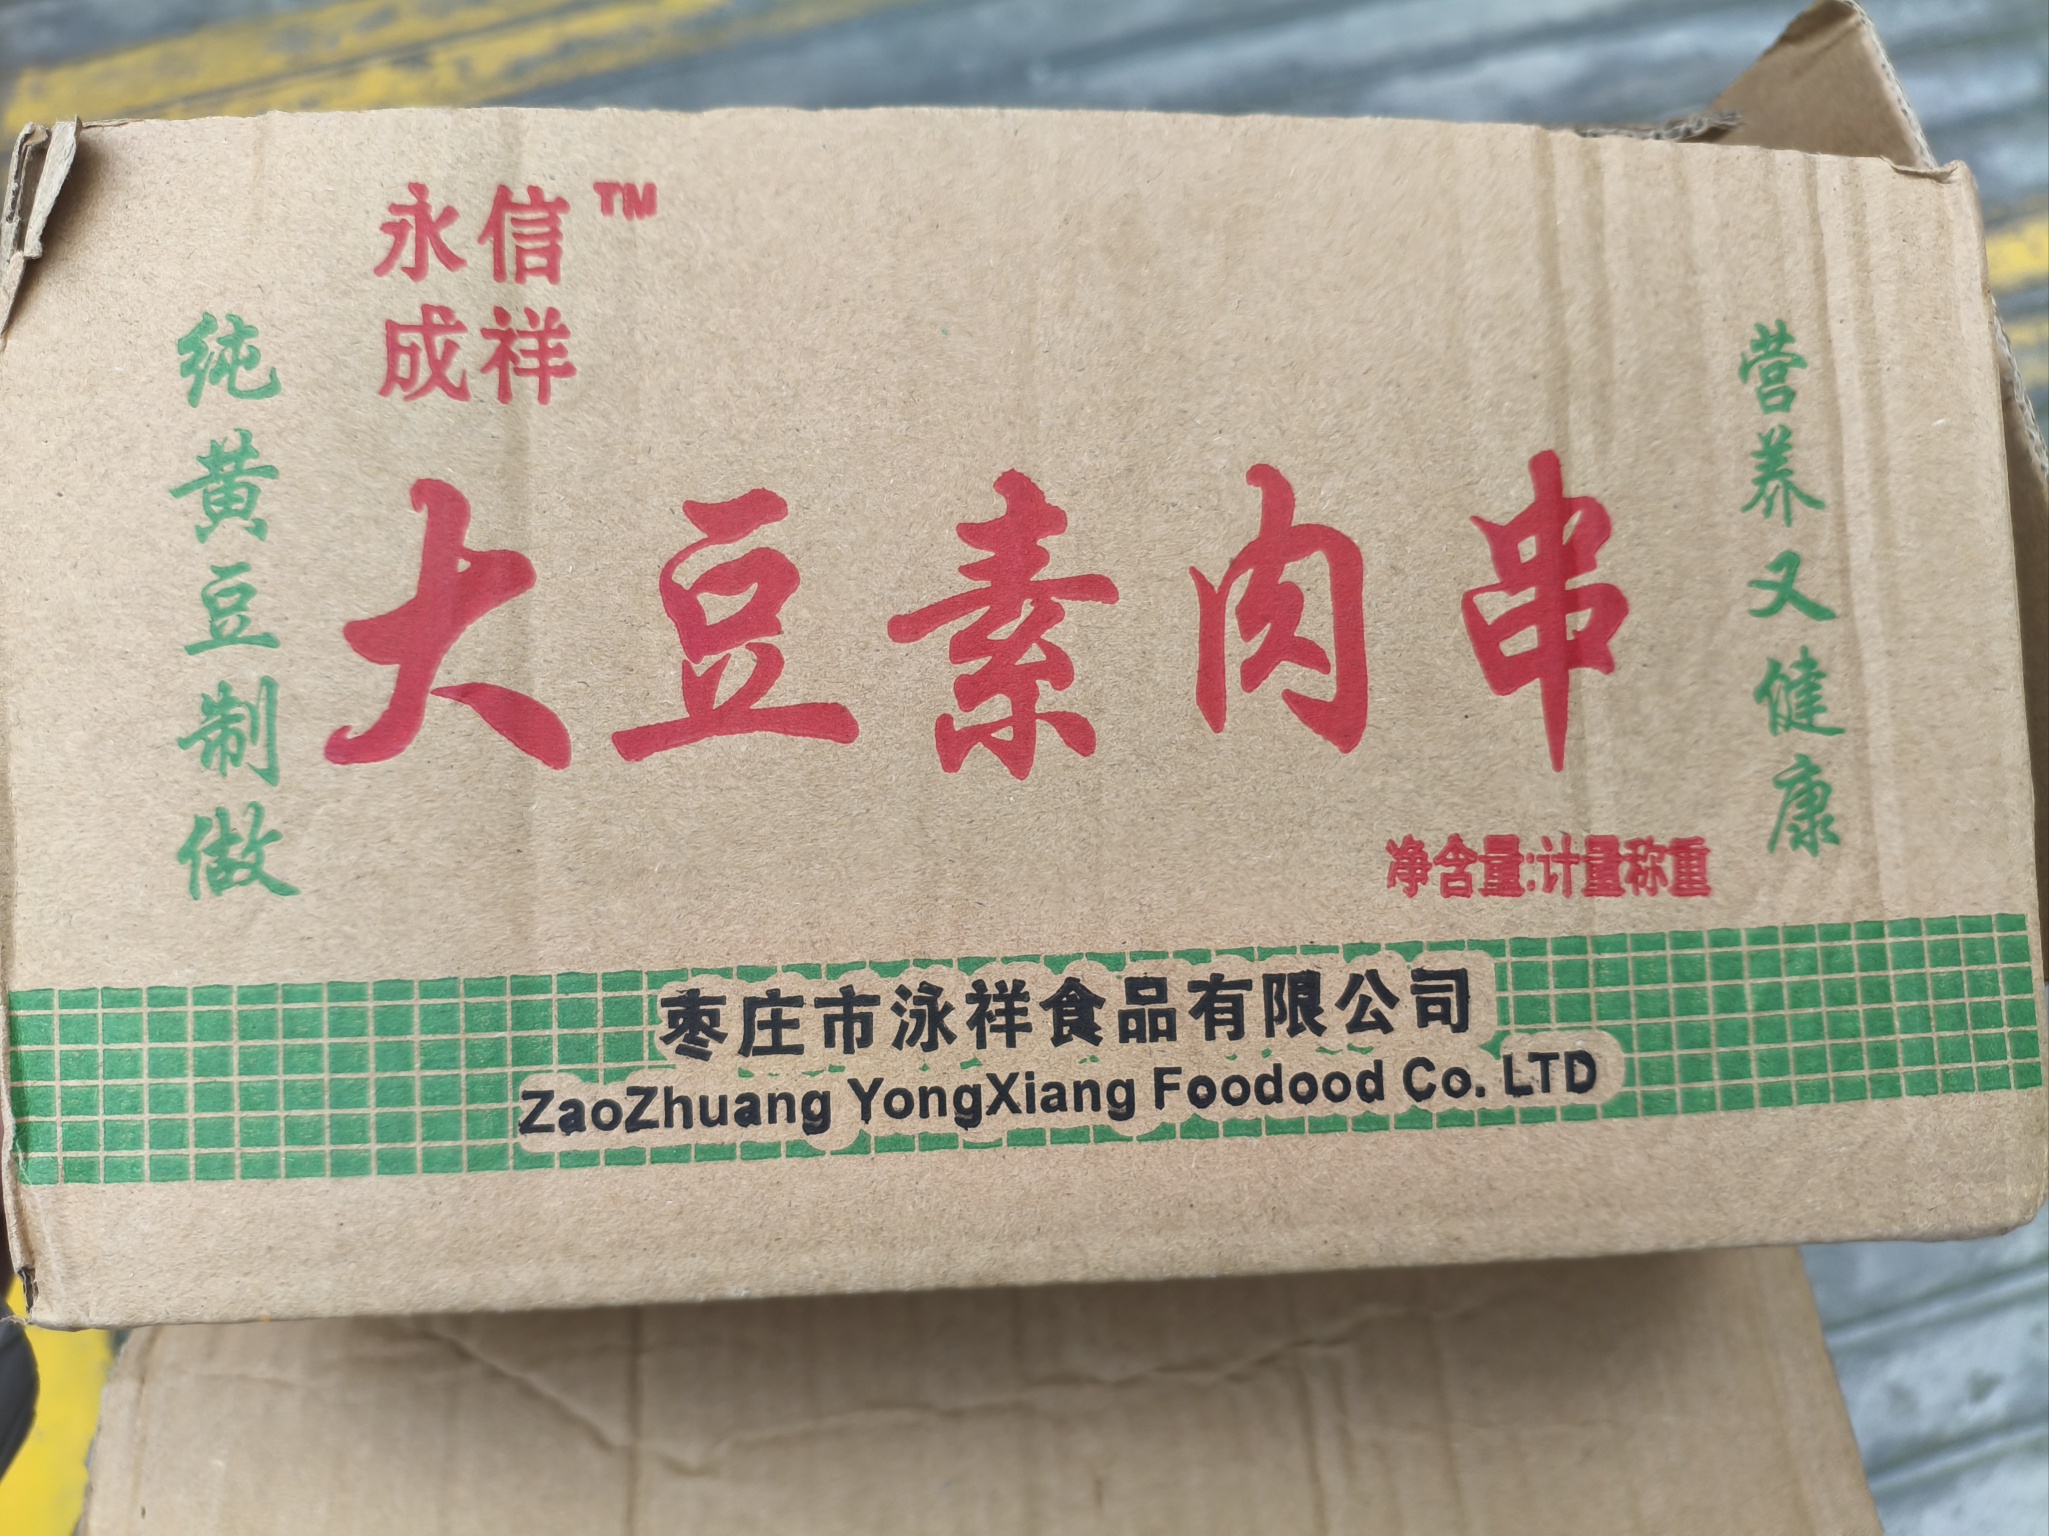 永信™
成祥
纯黄豆制做
大豆素肉串
营养又健康
净含量:计量称重
枣庄市泳祥食品有限公司
ZaoZhuang YongXiang Foodood Co. LTD